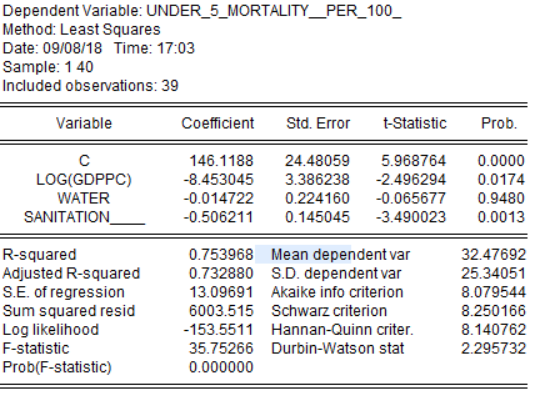 Dependent Variable: UNDER_5_MORTALITY__PER_100_
Method: Least Squares
Date: 09/08/18 Time: 17:03
Sample: 1 40
Included observations: 39
Variable Coefficient Std. Error t-Statistic Prob.
C 146.1188 24.48059 5.968764 0.0000
LOG(GDPPC) -8.453045 3.386238 -2.496294 0.0174
WATER -0.014722 0.224160 -0.065677 0.9480
SANITATION____ -0.506211 0.145045 -3.490023 0.0013
R-squared 0.753968 Mean dependent var 32.47692
Adjusted R-squared 0.732880 S.D. dependent var 25.34051
S.E. of regression 13.09691 Akaike info criterion 8.079544
Sum squared resid 6003.515 Schwarz criterion 8.250166
Log likelihood -153.5511 Hannan-Quinn criter. 8.140762
F-statistic 35.75266 Durbin-Watson stat 2.295732
Prob(F-statistic) 0.000000